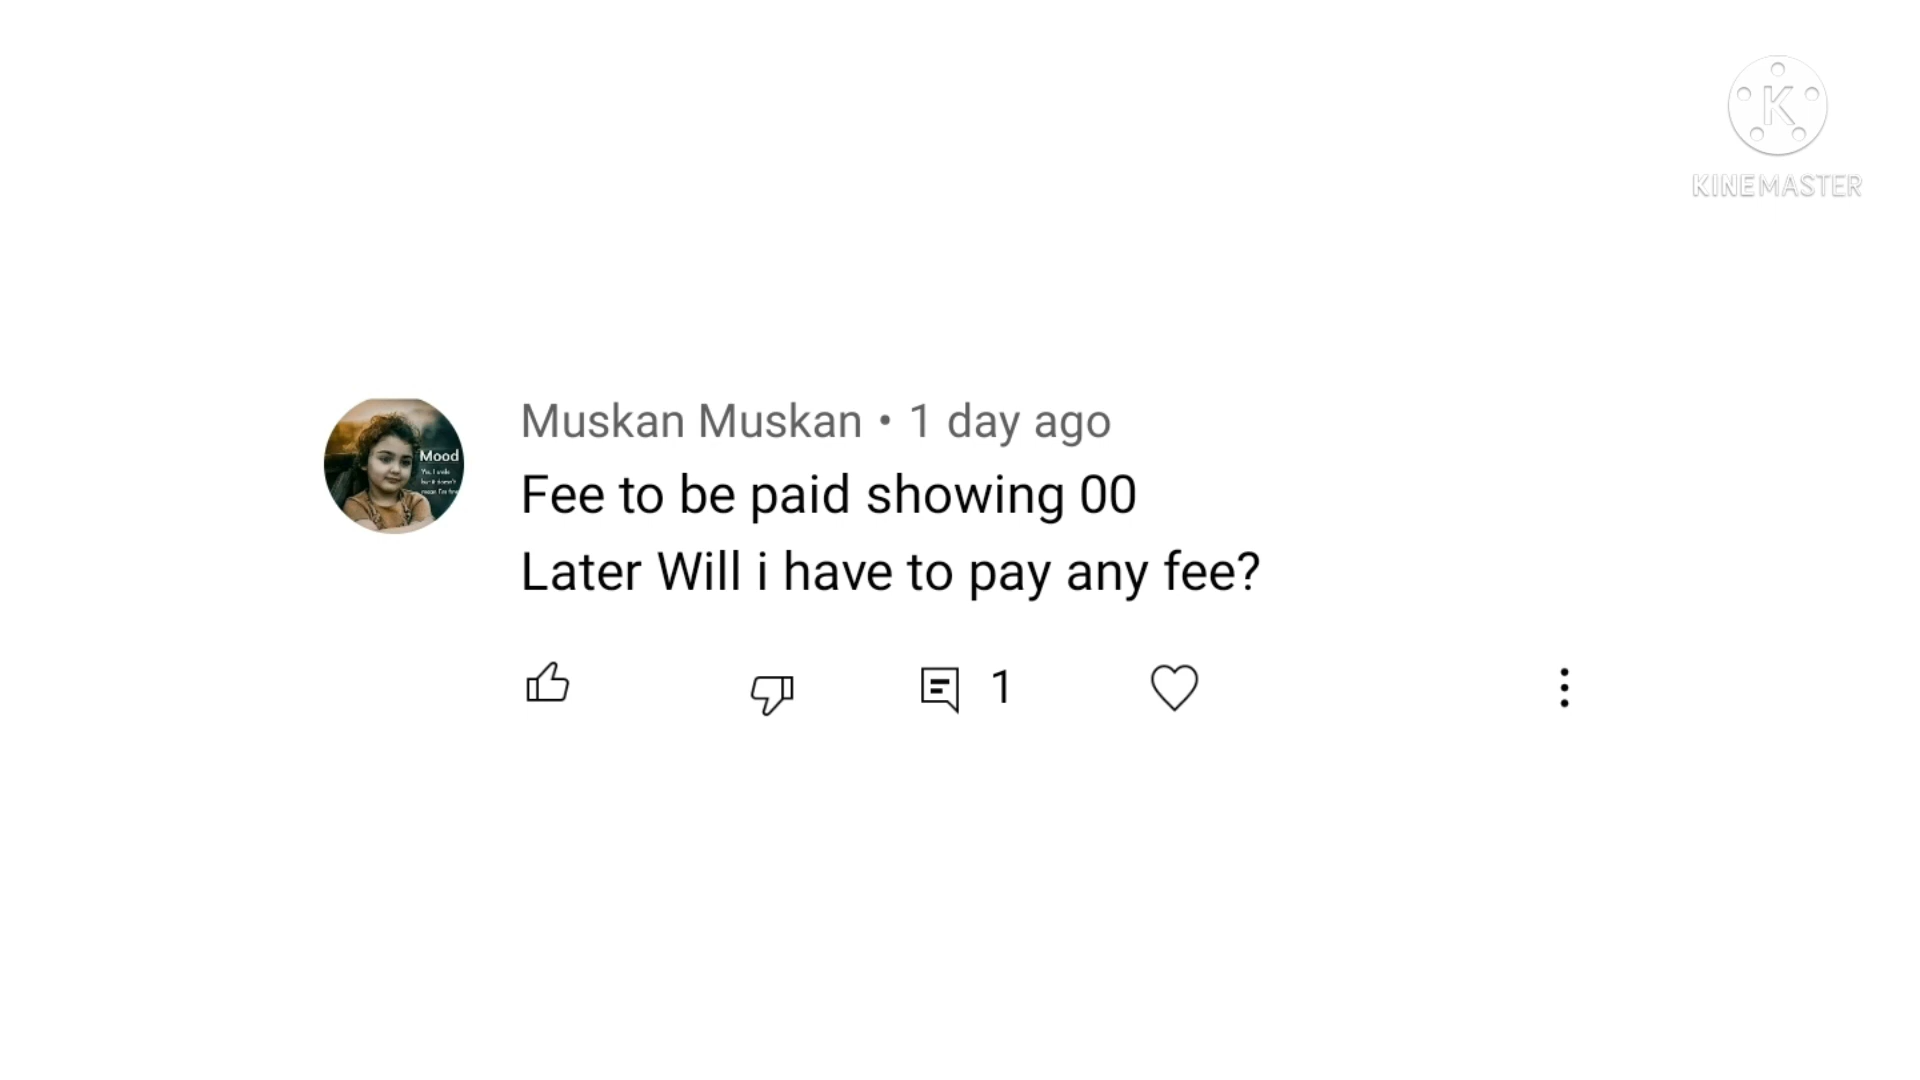 K
KINEMASTER
Muskan Muskan • 1 day ago
Mood
Fee to be paid showing 00
Later Will i have to pay any fee?
1